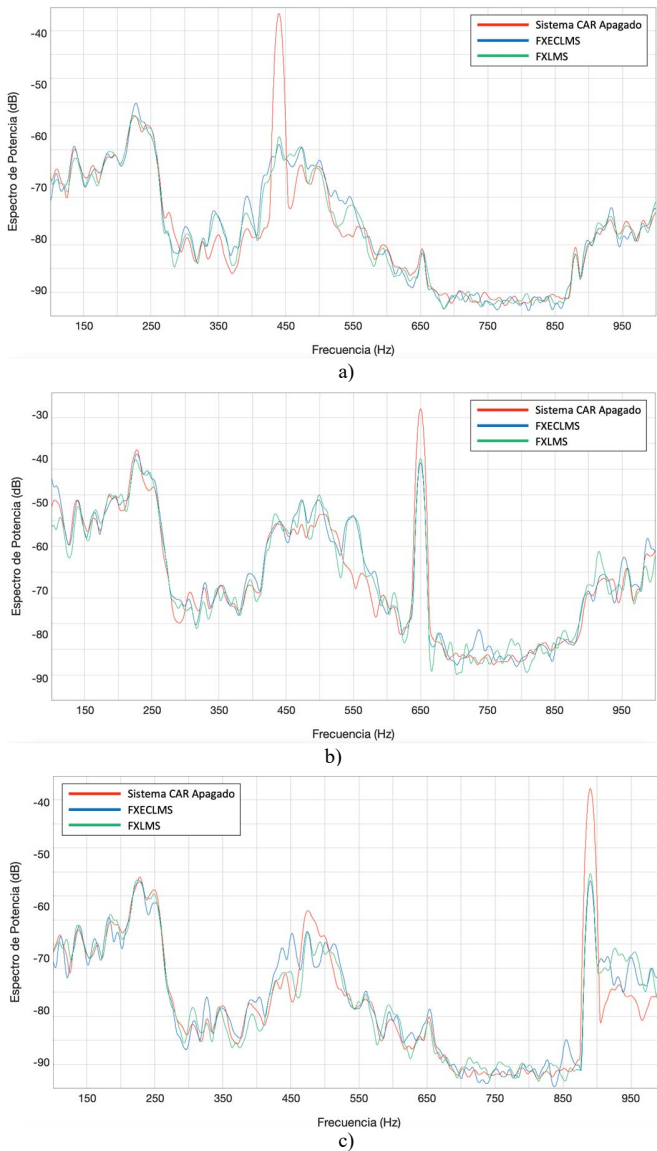 -40
-50
-60
-70
-80
-90
Espectro de Potencia (dB)
Sistema CAR Apagado
FXECLMS
FXLMS
150 250 350 450 550 650 750 850 950
Frecuencia (Hz)
a)
-30
-40
-50
-60
-70
-80
-90
Espectro de Potencia (dB)
Sistema CAR Apagado
FXECLMS
FXLMS
150 250 350 450 550 650 750 850 950
Frecuencia (Hz)
b)
-40
-50
-60
-70
-80
-90
Espectro de Potencia (dB)
Sistema CAR Apagado
FXECLMS
FXLMS
150 250 350 450 550 650 750 850 950
Frecuencia (Hz)
c)